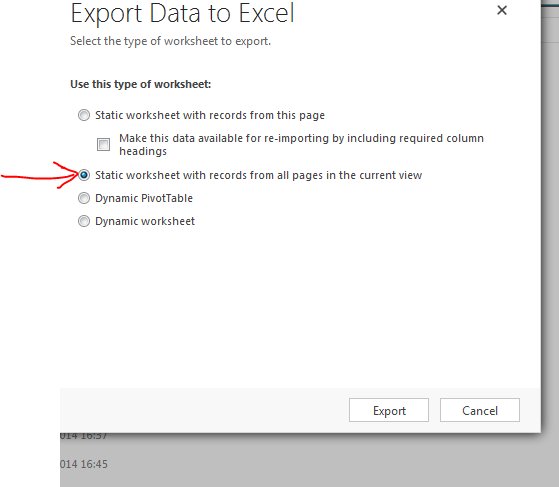 Export Data to Excel
Select the type of worksheet to export.
Use this type of worksheet:
Static worksheet with records from this page
Make this data available for re-importing by including required column
headings
Static worksheet with records from all pages in the current view
Dynamic PivotTable
Dynamic worksheet
Export Cancel
014 16:37
014 16:45